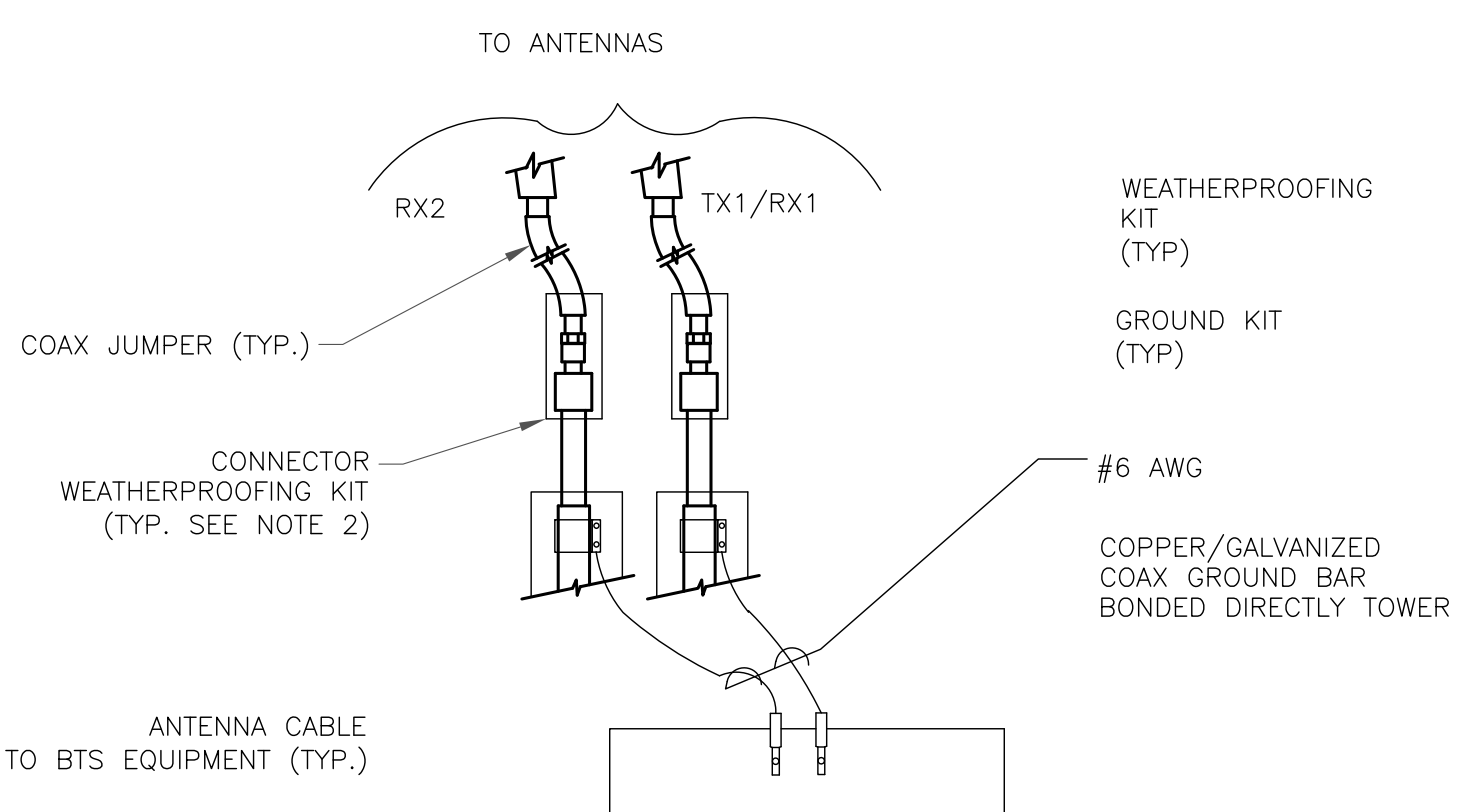 TO ANTENNAS
RX2
TX1/RX1
WEATHERPROOFING
KIT
(TYP)
GROUND KIT
(TYP)
COAX JUMPER (TYP.)
CONNECTOR
WEATHERPROOFING KIT
(TYP. SEE NOTE 2)
#6 AWG
COPPER/GALVANIZED
COAX GROUND BAR
BONDED DIRECTLY TOWER
ANTENNA CABLE
TO BTS EQUIPMENT (TYP.)